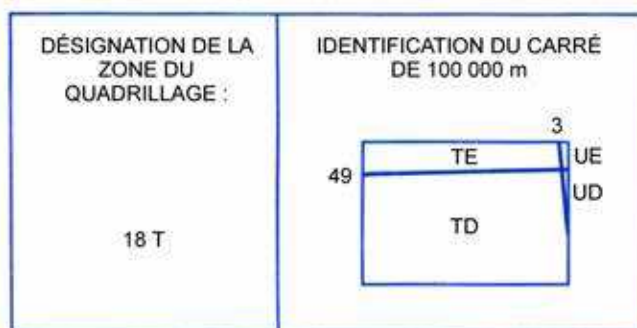 DÉSIGNATION DE LA
ZONE DU
QUADRILLAGE :
18 T
IDENTIFICATION DU CARRÉ
DE 100 000 m
3
TE
UE
49
UD
TD